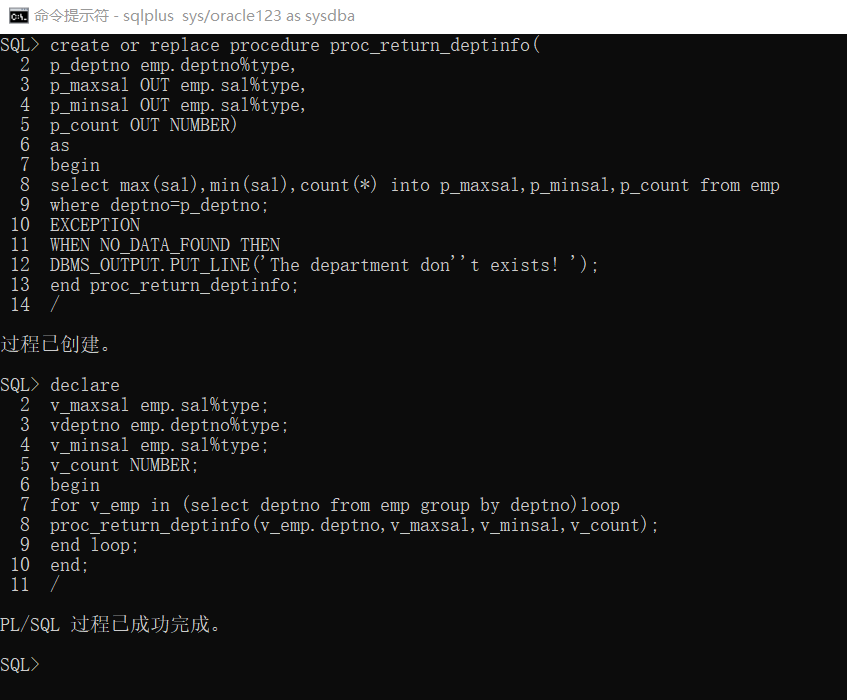 命令提示符 - sqlplus  sys/oracle123 as sysdba
SQL> create or replace procedure proc_return_deptinfo(
  2  p_deptno emp.deptno%type,
  3  p_maxsal OUT emp.sal%type,
  4  p_minsal OUT emp.sal%type,
  5  p_count OUT NUMBER)
  6  as
  7  begin
  8  select max(sal),min(sal),count(*) into p_maxsal,p_minsal,p_count from emp
  9  where deptno=p_deptno;
 10  EXCEPTION
 11  WHEN NO_DATA_FOUND THEN
 12  DBMS_OUTPUT.PUT_LINE('The department don''t exists! ');
 13  end proc_return_deptinfo;
 14  /
过程已创建。
SQL> declare
  2  v_maxsal emp.sal%type;
  3  vdeptno emp.deptno%type;
  4  v_minsal emp.sal%type;
  5  v_count NUMBER;
  6  begin
  7  for v_emp in (select deptno from emp group by deptno)loop
  8  proc_return_deptinfo(v_emp.deptno,v_maxsal,v_minsal,v_count);
  9  end loop;
 10  end;
 11  /
PL/SQL 过程已成功完成。
SQL>